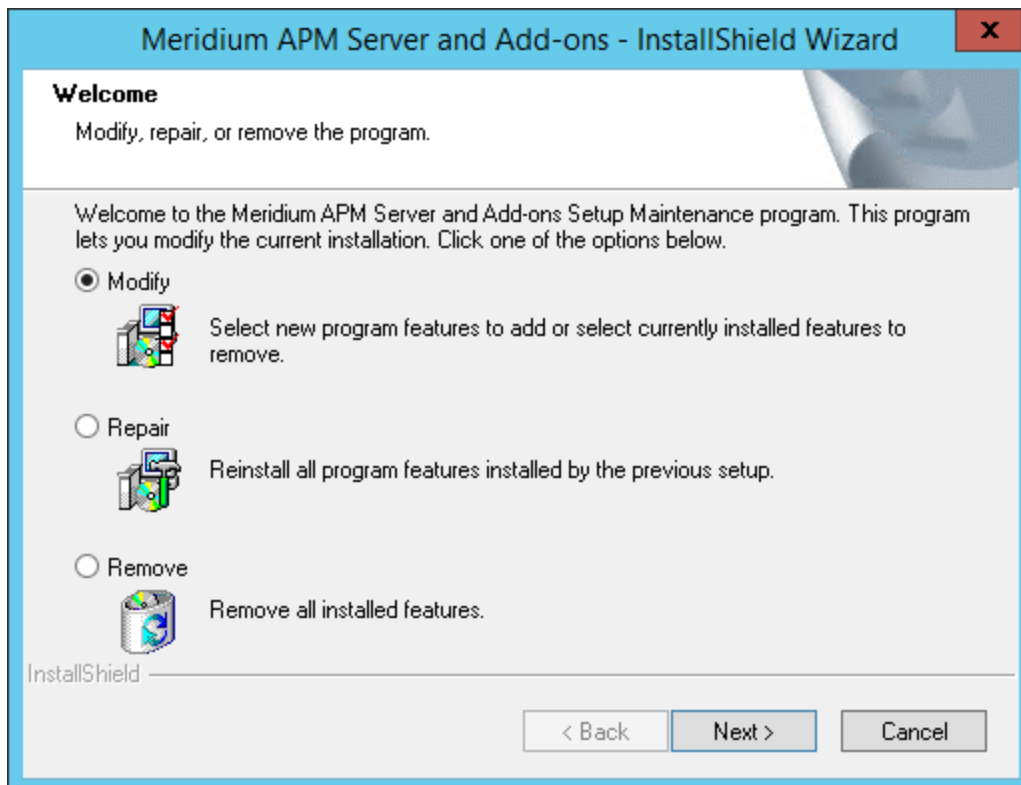 Meridium APM Server and Add-ons - InstallShield Wizard
x
Welcome
Modify, repair, or remove the program.
Welcome to the Meridium APM Server and Add-ons Setup Maintenance program. This program
lets you modify the current installation. Click one of the options below.
Modify
Select new program features to add or select currently installed features to
remove.
Repair
Reinstall all program features installed by the previous setup.
Remove
Remove all installed features.
InstallShield
< Back
Next >
Cancel